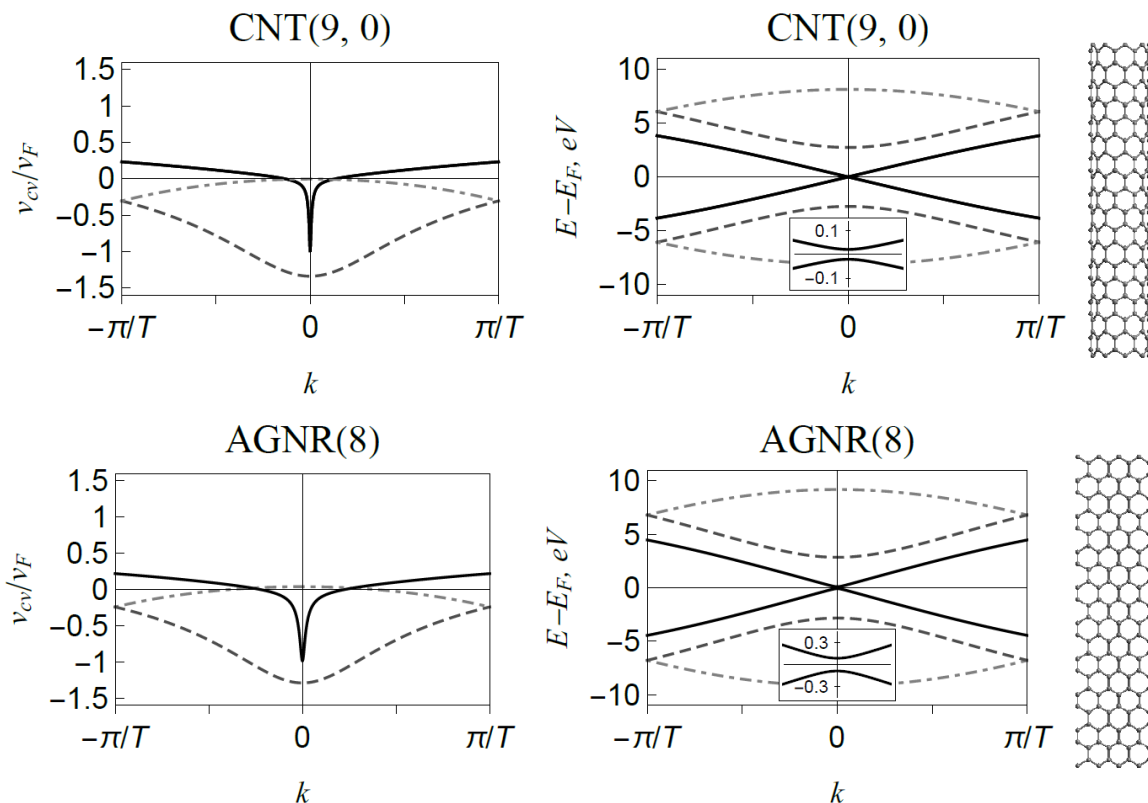 CNT(9, 0)
1.5
1
0.5
0
−0.5
−1
−1.5
v_cv/v_F
−π/T
0
π/T
k
CNT(9, 0)
10
5
0
−5
−10
E−E_F, eV
0.1
−0.1
−π/T
0
π/T
k
AGNR(8)
1.5
1
0.5
0
−0.5
−1
−1.5
v_cv/v_F
−π/T
0
π/T
k
AGNR(8)
10
5
0
−5
−10
E−E_F, eV
0.3
−0.3
−π/T
0
π/T
k